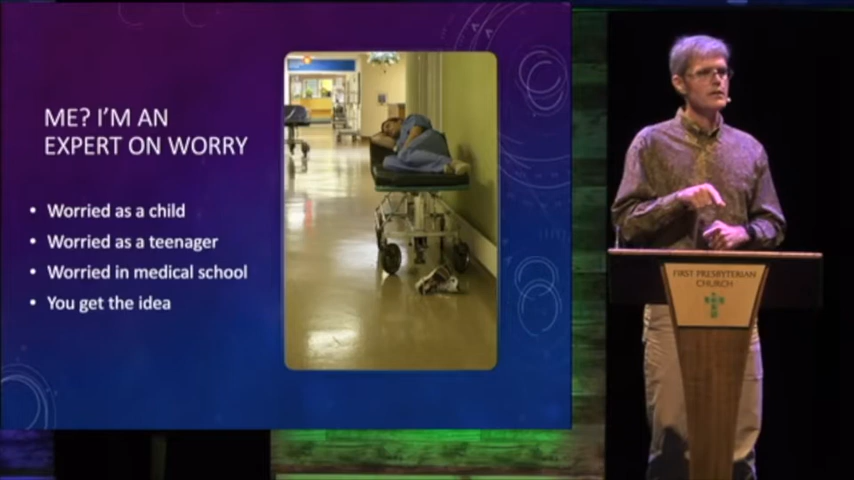 ME? I'M AN
EXPERT ON WORRY
• Worried as a child
• Worried as a teenager
• Worried in medical school
• You get the idea
FIRST PRESBYTERIAN
CHURCH